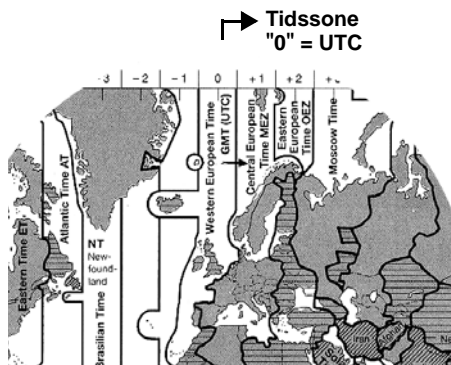 Tidssone
"0" = UTC
-3 -2 -1 0 +1 +2
Eastern Time ET
Atlantic Time AT
NT
New-
found-
land
Brasilian Time
Western European Time
GMT (UTC)
Central European
Time MEZ
Eastern
European
Time OEZ
Moscow Time
Iran